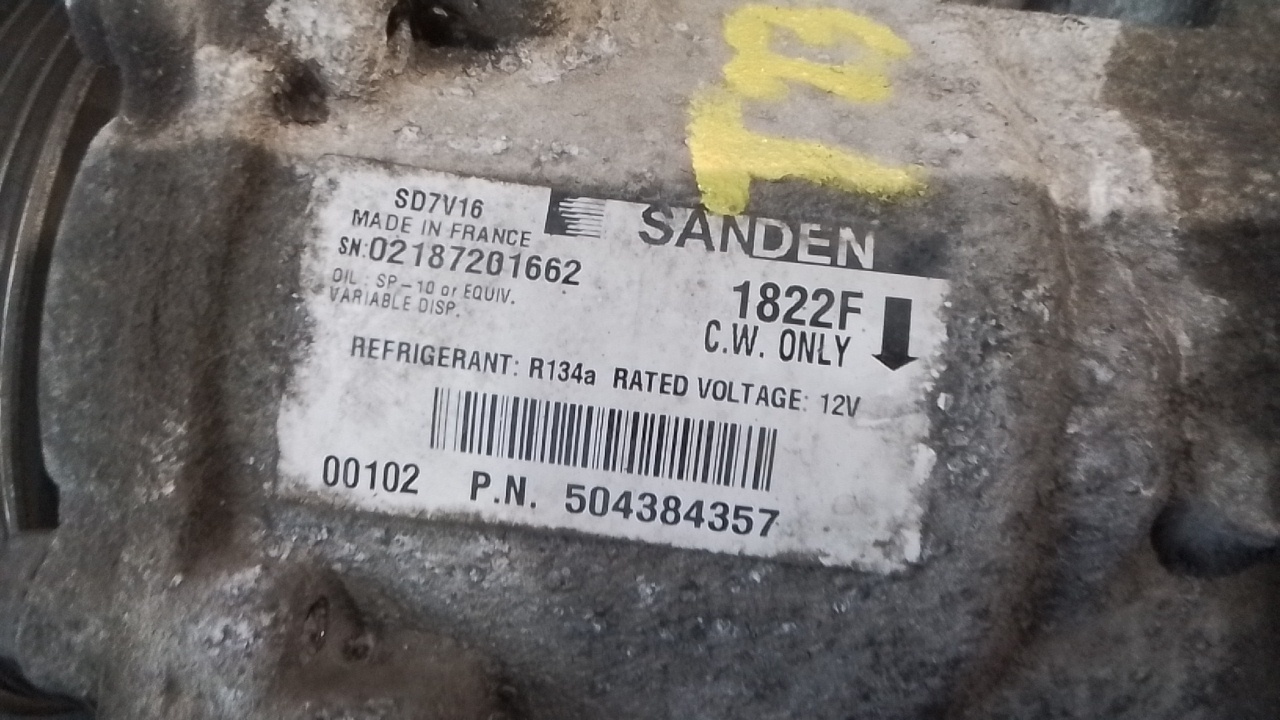 SD7V16
MADE IN FRANCE
SN:02187201662
OIL : SP-10 or EQUIV.
VARIABLE DISP.
SANDEN
1822F
C.W. ONLY
REFRIGERANT: R134a RATED VOLTAGE: 12V
00102 P.N. 504384357